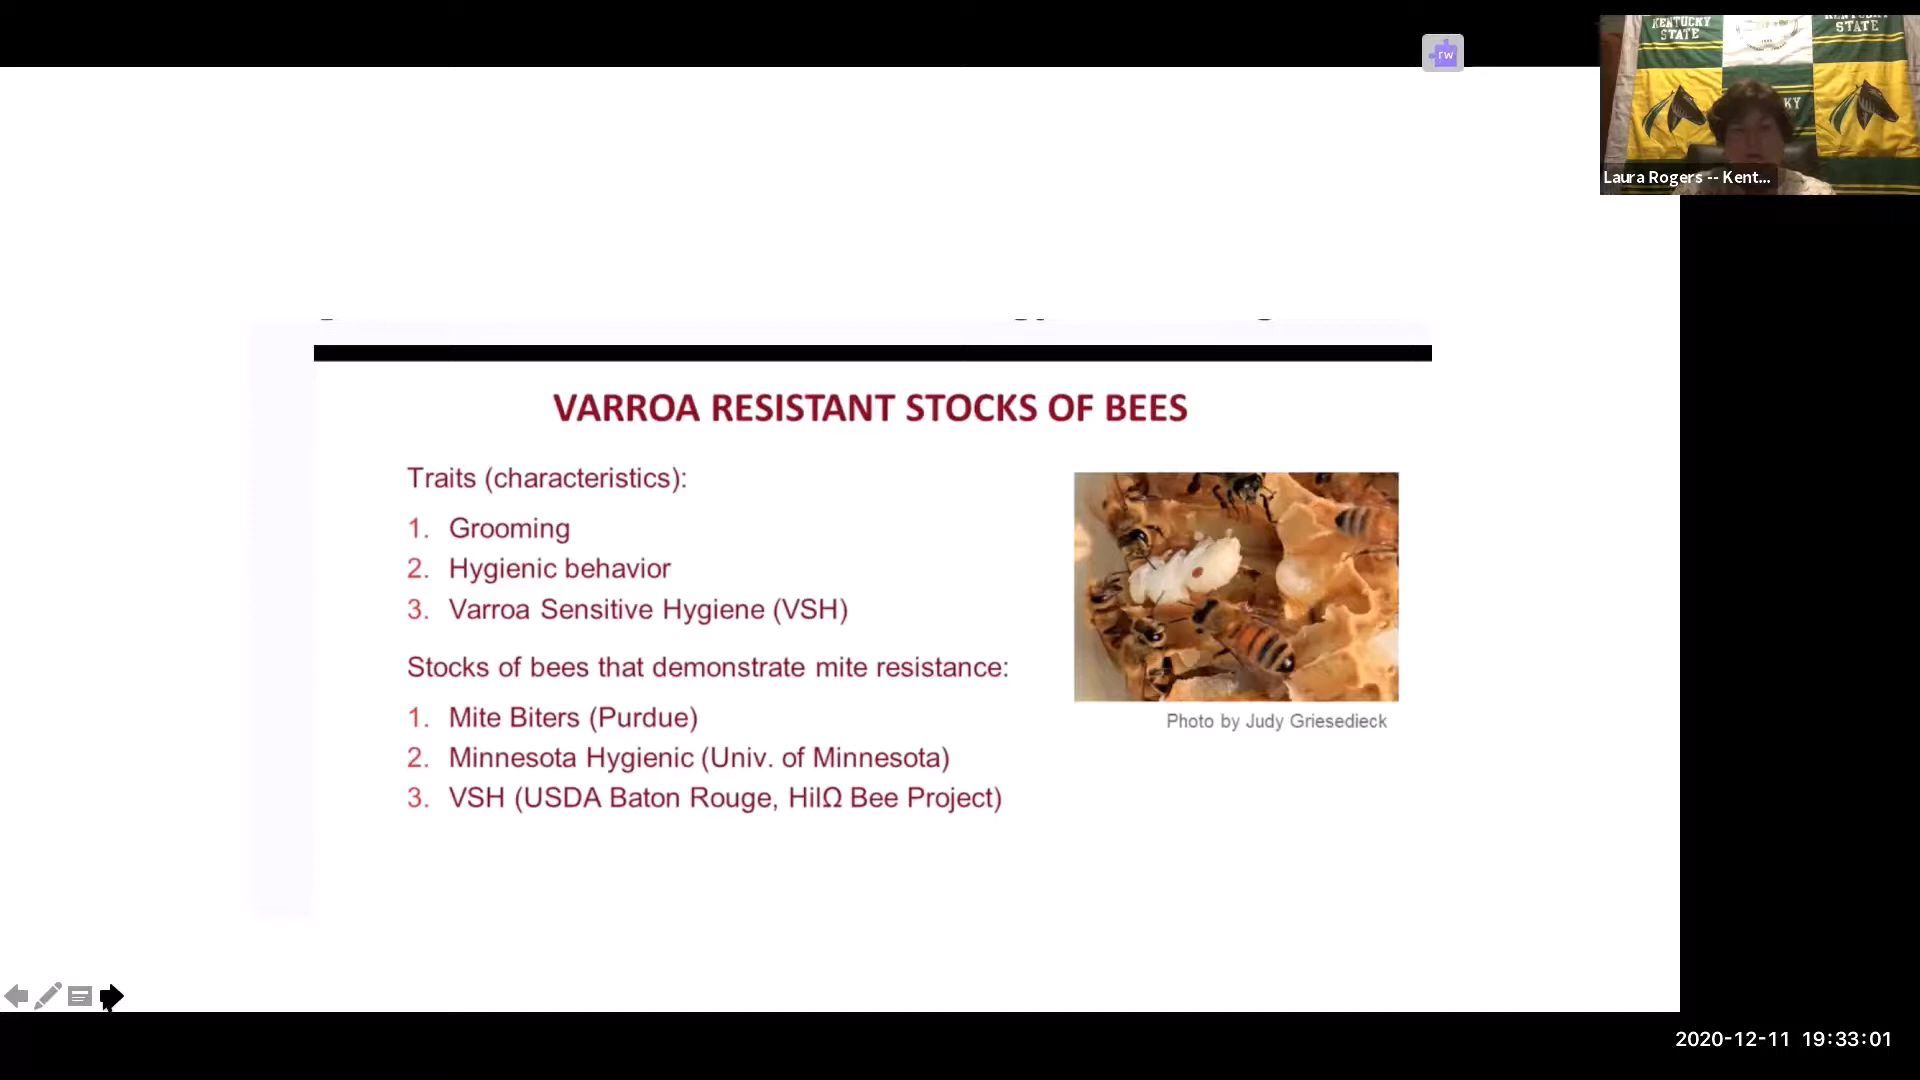 KENTUCKY
STATE
STATE
KY
rw
Laura Rogers -- Kent...
VARROA RESISTANT STOCKS OF BEES
Traits (characteristics):
1. Grooming
2. Hygienic behavior
3. Varroa Sensitive Hygiene (VSH)
Stocks of bees that demonstrate mite resistance:
1. Mite Biters (Purdue)
2. Minnesota Hygienic (Univ. of Minnesota)
3. VSH (USDA Baton Rouge, HilΩ Bee Project)
Photo by Judy Griesedieck
2020-12-11 19:33:01